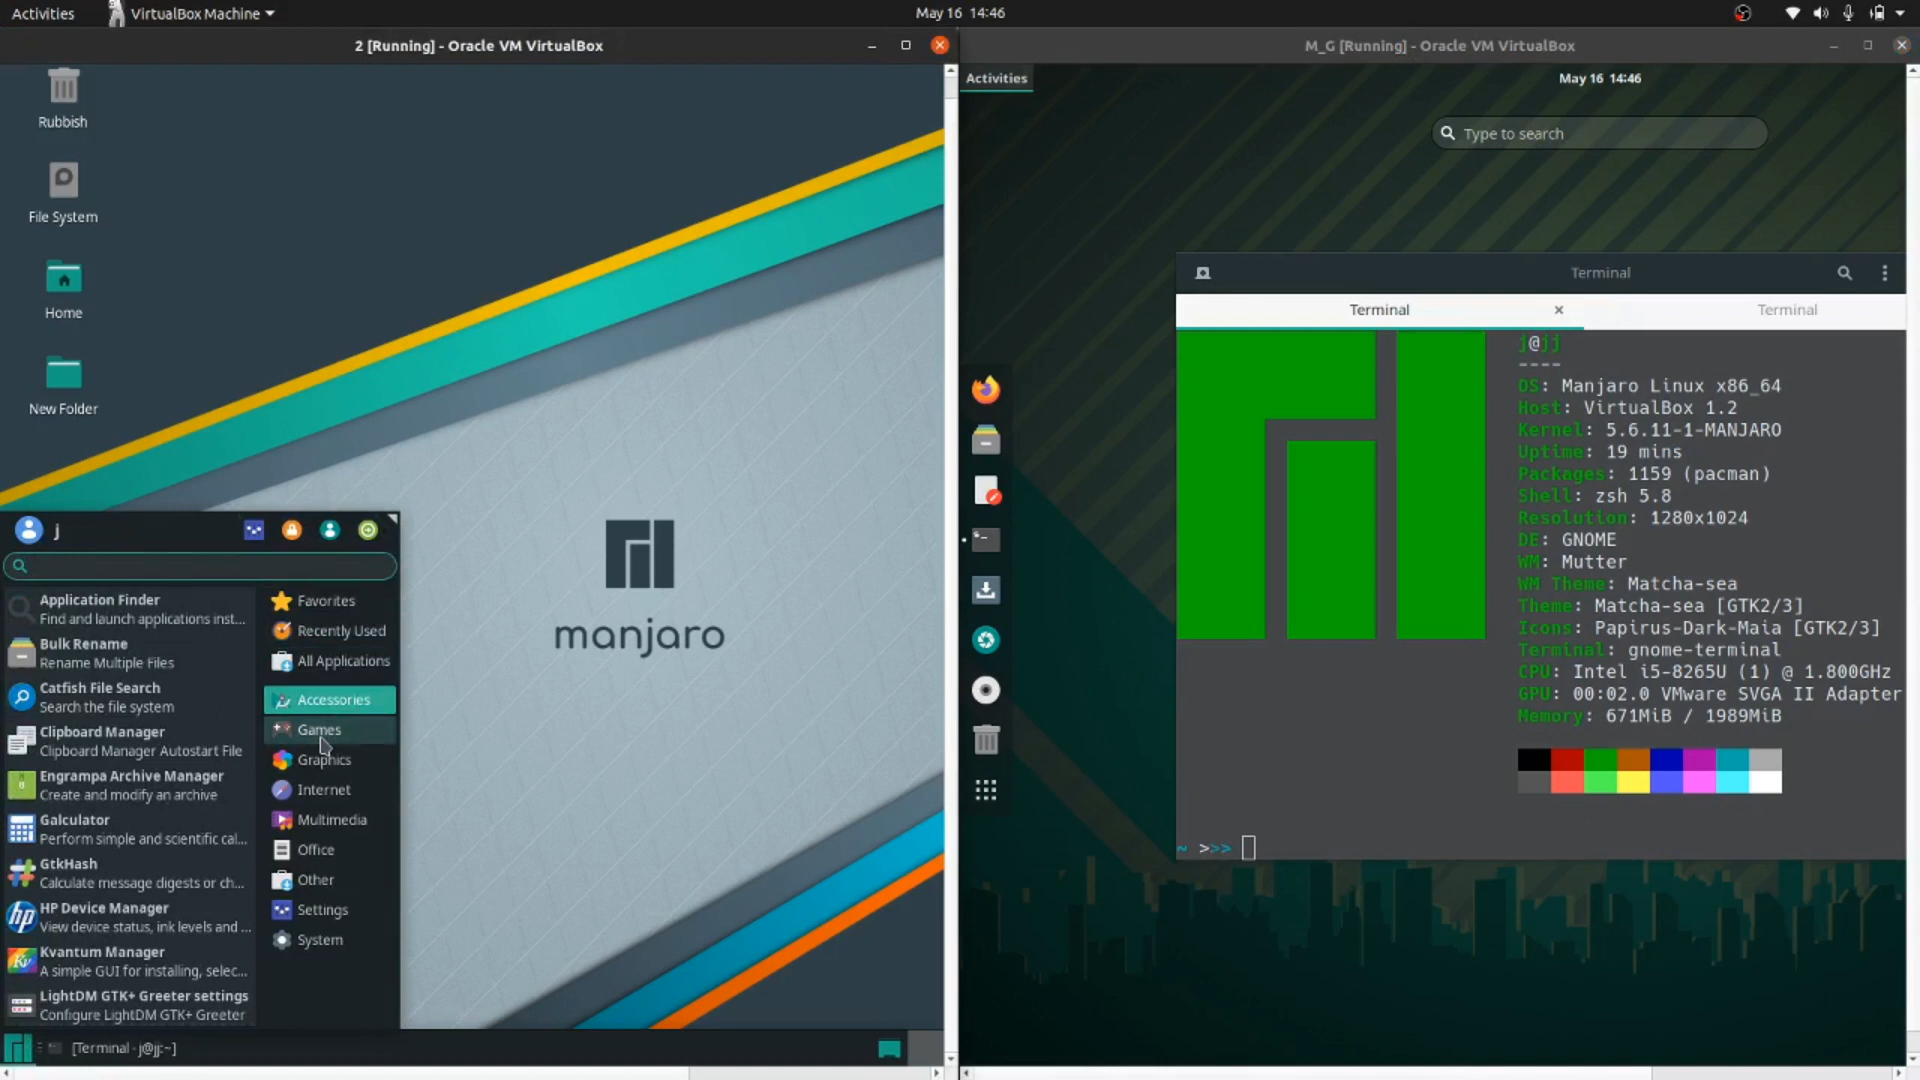 Activities
VirtualBox Machine
May 16 14:46
2 [Running] - Oracle VM VirtualBox
Rubbish
File System
Home
New Folder
manjaro
j
Application Finder
Find and launch applications inst...
Bulk Rename
Rename Multiple Files
Catfish File Search
Search the file system
Clipboard Manager
Clipboard Manager Autostart File
Engrampa Archive Manager
Create and modify an archive
Galculator
Perform simple and scientific cal...
GtkHash
Calculate message digests or ch...
HP Device Manager
View device status, ink levels and ...
Kvantum Manager
A simple GUI for installing, selec...
LightDM GTK+ Greeter settings
Configure LightDM GTK+ Greeter
Favorites
Recently Used
All Applications
Accessories
Games
Graphics
Internet
Multimedia
Office
Other
Settings
System
[Terminal - j@jj:~]
M_G [Running] - Oracle VM VirtualBox
Activities
May 16 14:46
Type to search
Terminal
Terminal
Terminal
j@jj
----
OS: Manjaro Linux x86_64
Host: VirtualBox 1.2
Kernel: 5.6.11-1-MANJARO
Uptime: 19 mins
Packages: 1159 (pacman)
Shell: zsh 5.8
Resolution: 1280x1024
DE: GNOME
WM: Mutter
WM Theme: Matcha-sea
Theme: Matcha-sea [GTK2/3]
Icons: Papirus-Dark-Maia [GTK2/3]
Terminal: gnome-terminal
CPU: Intel i5-8265U (1) @ 1.800GHz
GPU: 00:02.0 VMware SVGA II Adapter
Memory: 671MiB / 1989MiB
~ >>>